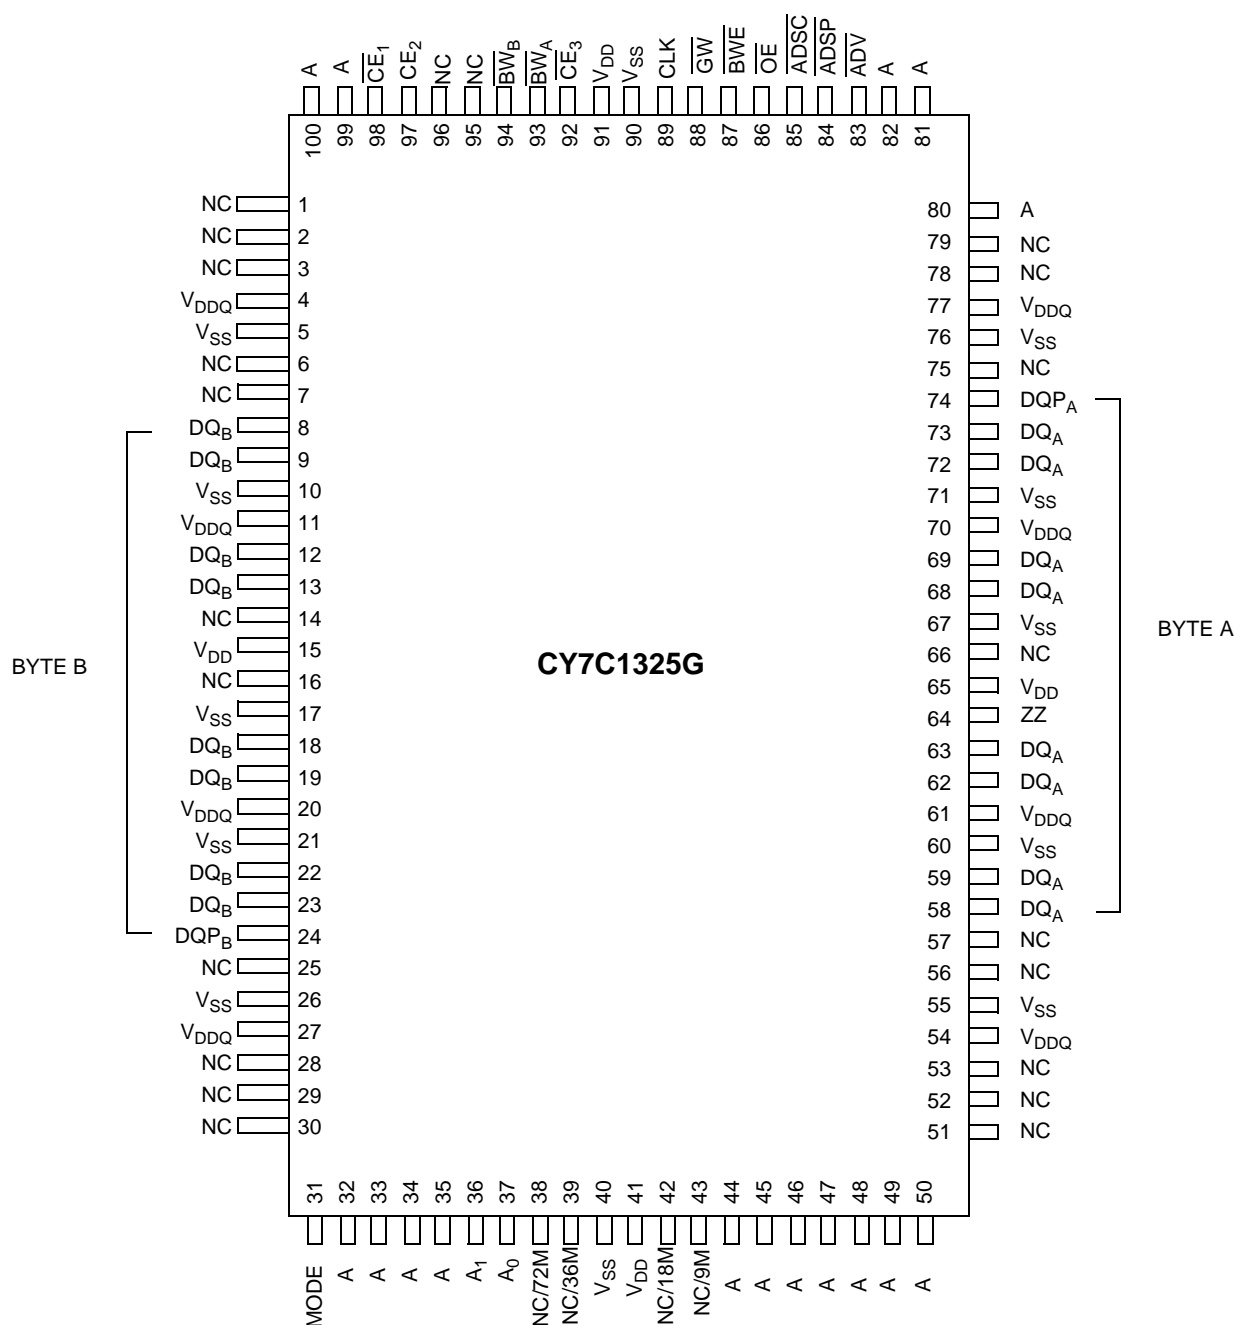 A A CE1 CE2 NC NC BWB BWA CE3 VDD VSS CLK GW BWE OE ADSC ADSP ADV A A
100 99 98 97 96 95 94 93 92 91 90 89 88 87 86 85 84 83 82 81
NC 1
NC 2
NC 3
VDDQ 4
VSS 5
NC 6
NC 7
DQB 8
DQB 9
VSS 10
VDDQ 11
DQB 12
DQB 13
NC 14
VDD 15
NC 16
VSS 17
DQB 18
DQB 19
VDDQ 20
VSS 21
DQB 22
DQB 23
DQPB 24
NC 25
VSS 26
VDDQ 27
NC 28
NC 29
NC 30
BYTE B
CY7C1325G
80 A
79 NC
78 NC
77 VDDQ
76 VSS
75 NC
74 DQPA
73 DQA
72 DQA
71 VSS
70 VDDQ
69 DQA
68 DQA
67 VSS
66 NC
65 VDD
64 ZZ
63 DQA
62 DQA
61 VDDQ
60 VSS
59 DQA
58 DQA
57 NC
56 NC
55 VSS
54 VDDQ
53 NC
52 NC
51 NC
BYTE A
31 32 33 34 35 36 37 38 39 40 41 42 43 44 45 46 47 48 49 50
MODE A A A A A1 A0 NC/72M NC/36M VSS VDD NC/18M NC/9M A A A A A A A